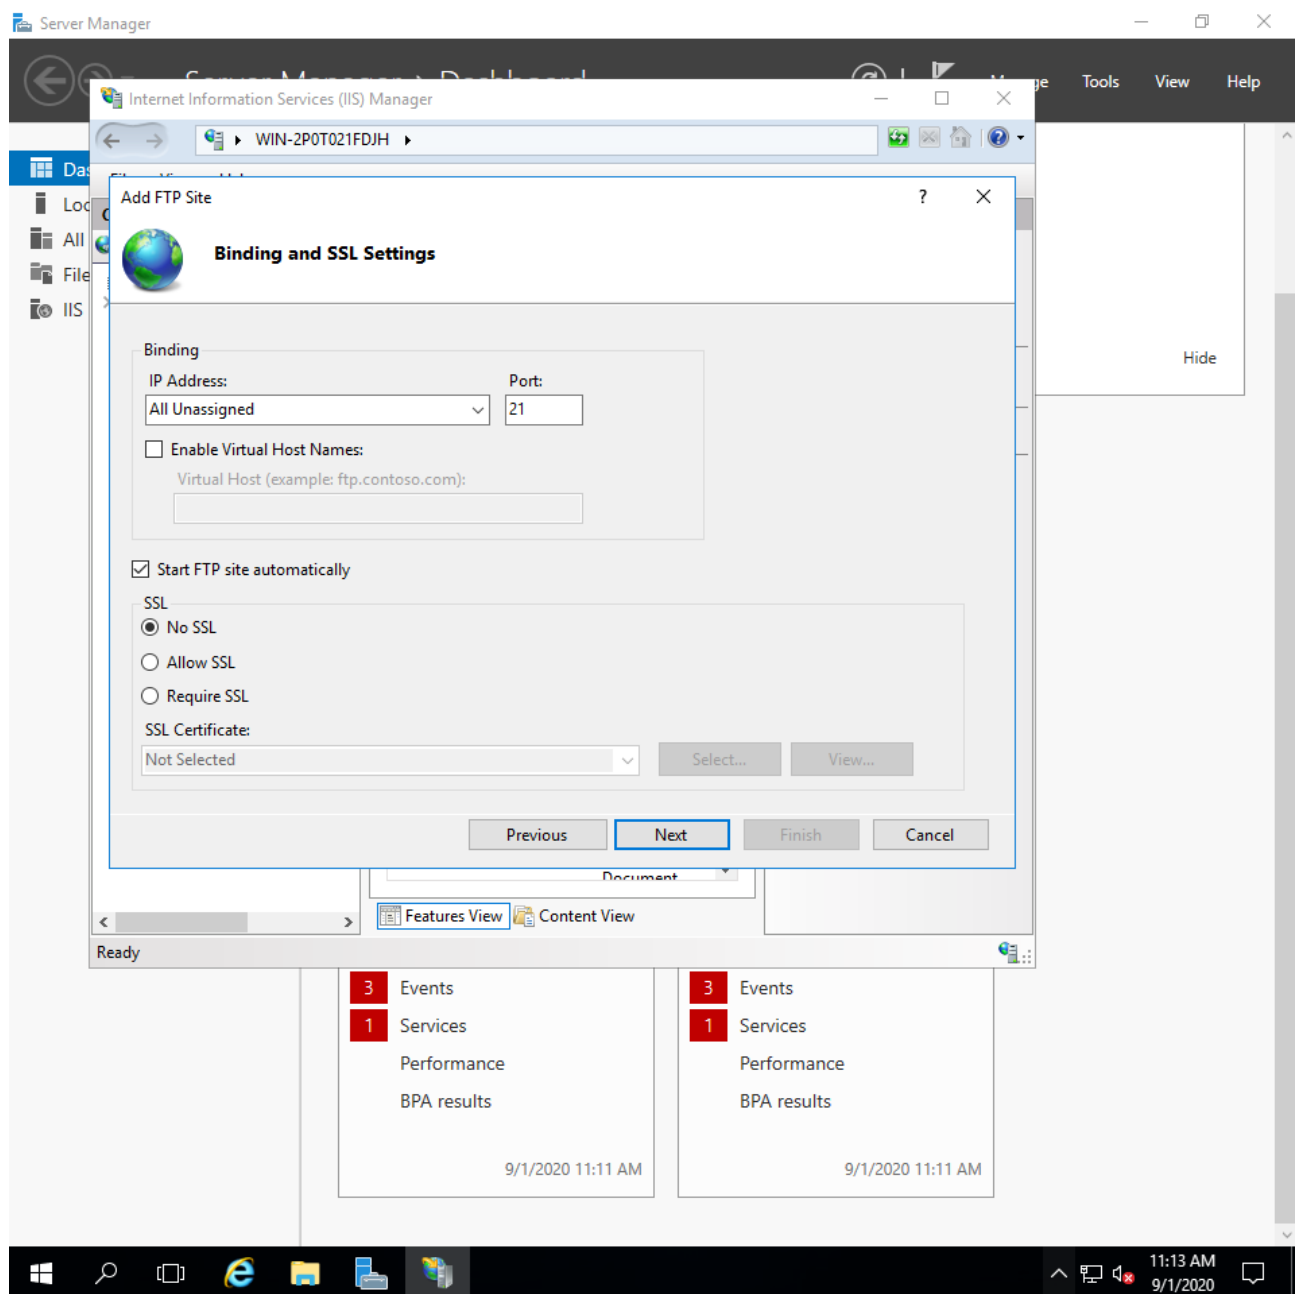 Server Manager
Manage Tools View Help
Internet Information Services (IIS) Manager
WIN-2P0T021FDJH
Add FTP Site
?
Binding and SSL Settings
IIS
Hide
Binding
IP Address: Port:
All Unassigned 21
Enable Virtual Host Names:
Virtual Host (example: ftp.contoso.com):
Start FTP site automatically
SSL
No SSL
Allow SSL
Require SSL
SSL Certificate:
Not Selected Select... View...
Previous Next Finish Cancel
Document
Features View Content View
Ready
3 Events 3 Events
1 Services 1 Services
Performance Performance
BPA results BPA results
9/1/2020 11:11 AM 9/1/2020 11:11 AM
11:13 AM
9/1/2020